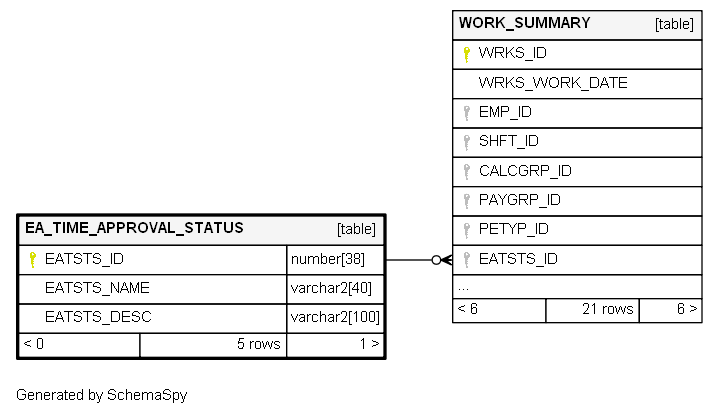 WORK_SUMMARY [table]
WRKS_ID
WRKS_WORK_DATE
EMP_ID
SHFT_ID
CALCGRP_ID
PAYGRP_ID
PETYP_ID
EATSTS_ID
...
< 6 21 rows 6 >
EA_TIME_APPROVAL_STATUS [table]
EATSTS_ID number[38]
EATSTS_NAME varchar2[40]
EATSTS_DESC varchar2[100]
< 0 5 rows 1 >
Generated by SchemaSpy